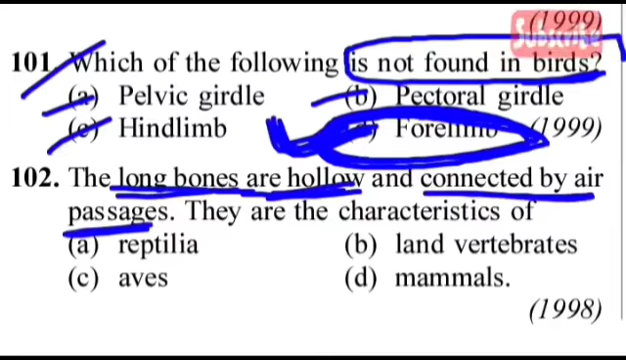 (1999)
Subscribe
101. Which of the following is not found in birds?
(a) Pelvic girdle (b) Pectoral girdle
(c) Hindlimb (d) Forelimb (1999)
102. The long bones are hollow and connected by air
passages. They are the characteristics of
(a) reptilia (b) land vertebrates
(c) aves (d) mammals.
(1998)